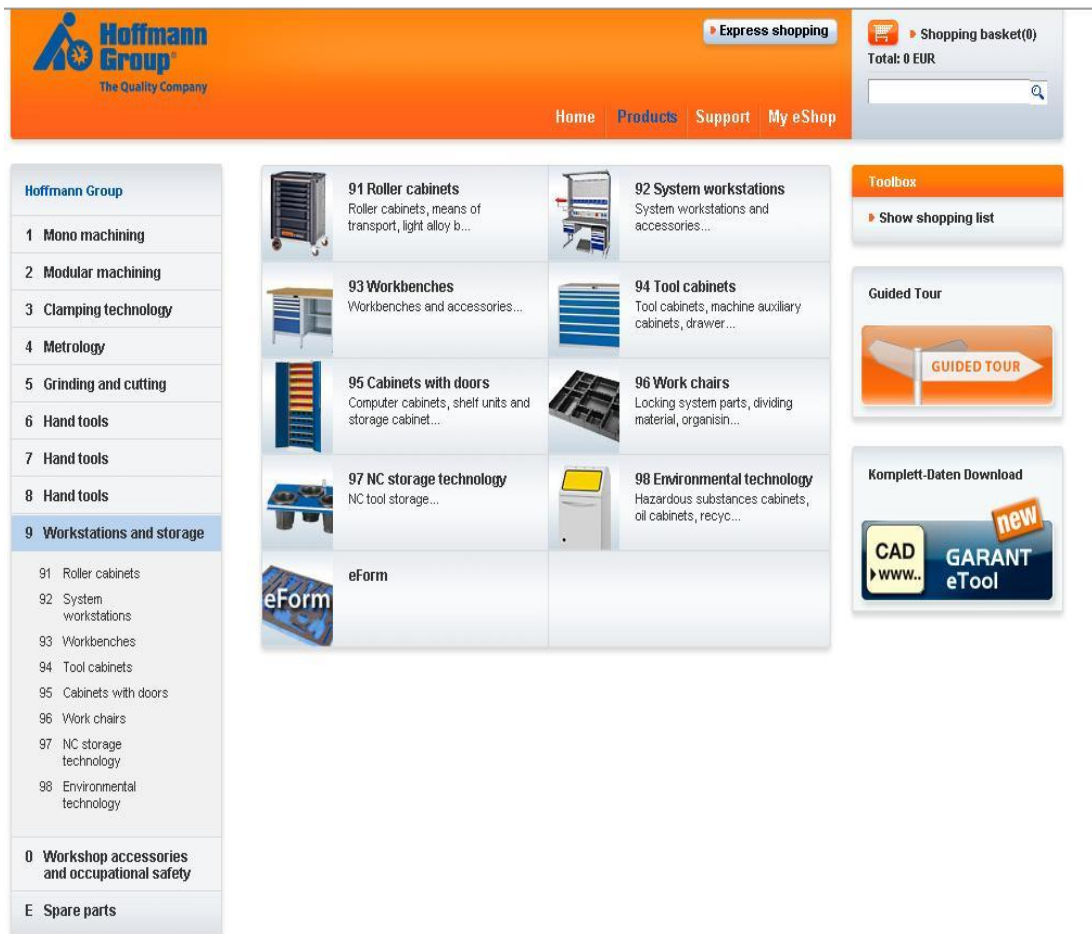 Hoffmann
Group®
The Quality Company
Express shopping
Shopping basket(0)
Total: 0 EUR
Home Products Support My eShop
Hoffmann Group
1 Mono machining
2 Modular machining
3 Clamping technology
4 Metrology
5 Grinding and cutting
6 Hand tools
7 Hand tools
8 Hand tools
9 Workstations and storage
91 Roller cabinets
92 System
workstations
93 Workbenches
94 Tool cabinets
95 Cabinets with doors
96 Work chairs
97 NC storage
technology
98 Environmental
technology
0 Workshop accessories
and occupational safety
E Spare parts
91 Roller cabinets
Roller cabinets, means of
transport, light alloy b...
92 System workstations
System workstations and
accessories...
93 Workbenches
Workbenches and accessories...
94 Tool cabinets
Tool cabinets, machine auxiliary
cabinets, drawer...
95 Cabinets with doors
Computer cabinets, shelf units and
storage cabinet...
96 Work chairs
Locking system parts, dividing
material, organisin...
97 NC storage technology
NC tool storage...
98 Environmental technology
Hazardous substances cabinets,
oil cabinets, recyc...
eForm
eForm
Toolbox
Show shopping list
Guided Tour
GUIDED TOUR
Komplett-Daten Download
new
CAD
www..
GARANT
eTool